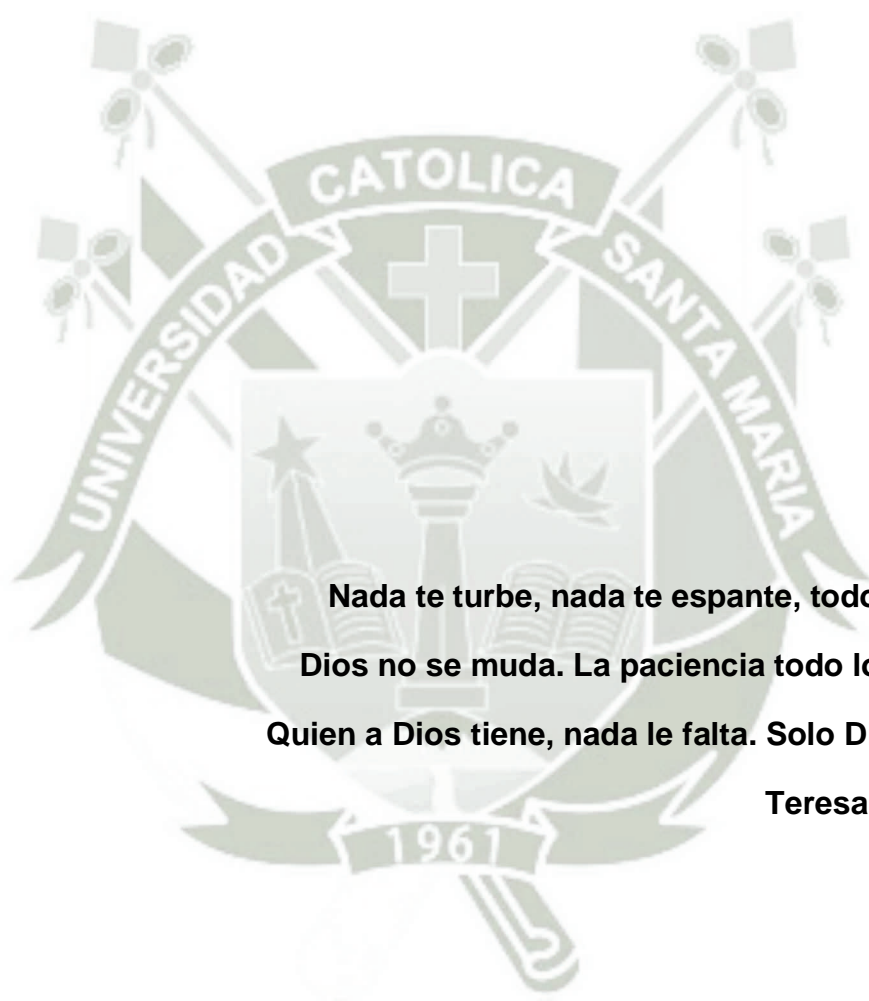 UNIVERSIDAD CATOLICA SANTA MARIA
Nada te turbe, nada te espante, todo
Dios no se muda. La paciencia todo lo
Quien a Dios tiene, nada le falta. Solo D
Teresa
1961